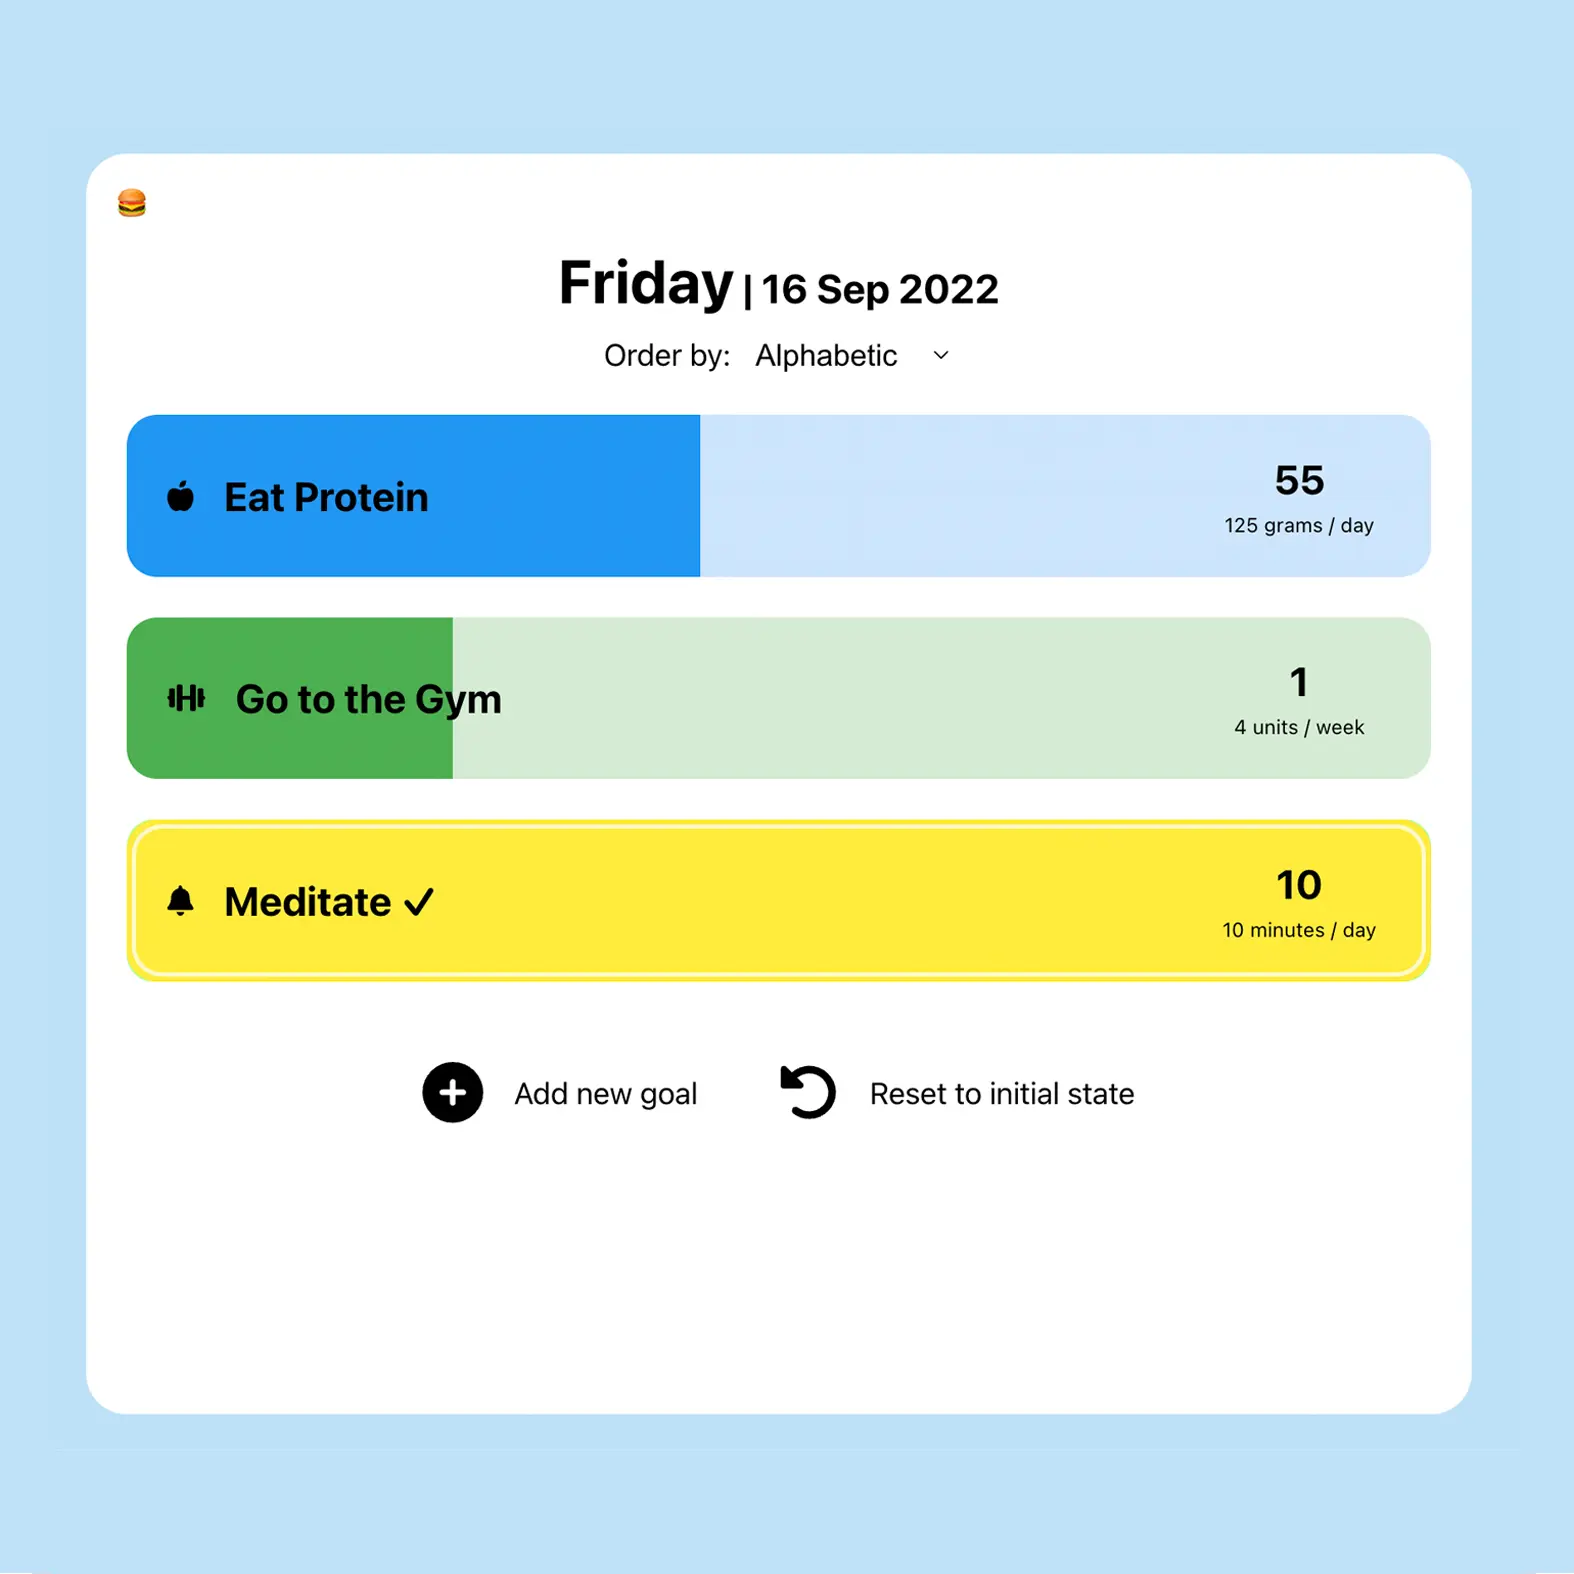 Friday | 16 Sep 2022
Order by: Alphabetic
Eat Protein
55
125 grams / day
Go to the Gym
1
4 units / week
Meditate ✓
10
10 minutes / day
Add new goal
Reset to initial state